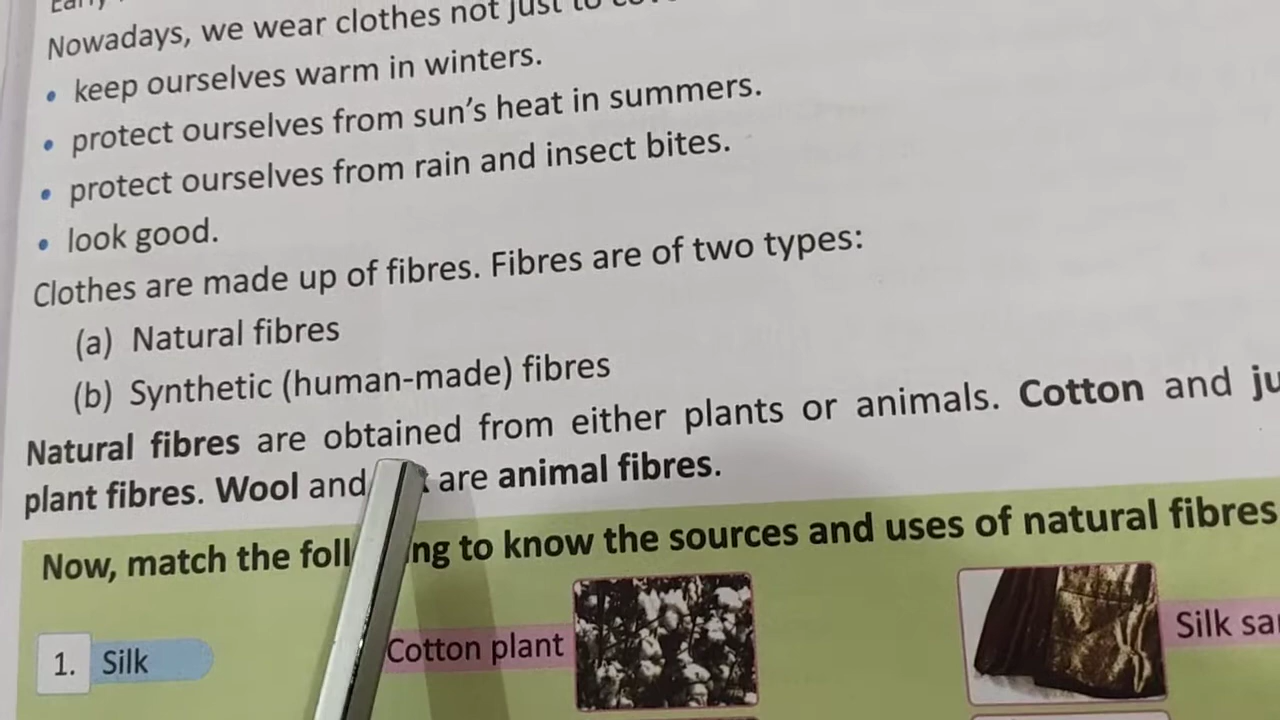 Nowadays, we wear clothes not just to
• keep ourselves warm in winters.
• protect ourselves from sun's heat in summers.
• protect ourselves from rain and insect bites.
• look good.
Clothes are made up of fibres. Fibres are of two types:
(a) Natural fibres
(b) Synthetic (human-made) fibres
Natural fibres are obtained from either plants or animals. Cotton and
plant fibres. Wool and are animal fibres.
Now, match the to know the sources and uses of natural fibres
1. Silk
Cotton plant
Silk